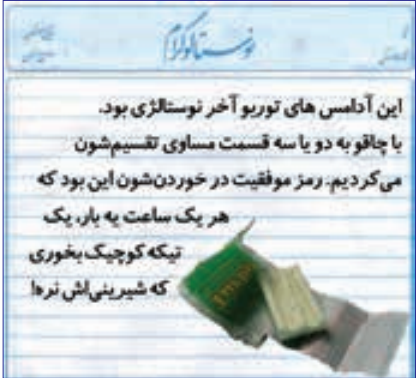 نوستالوگرام
این آدامس های توربو آخر نوستالژی بود.
با چاقو به دو یا سه قسمت مساوی تقسیم‌شون
می‌کردیم. رمز موفقیت در خوردن‌شون این بود که
هر یک ساعت یه بار، یک
تیکه کوچیک بخوری
که شیرینی‌اش نره!